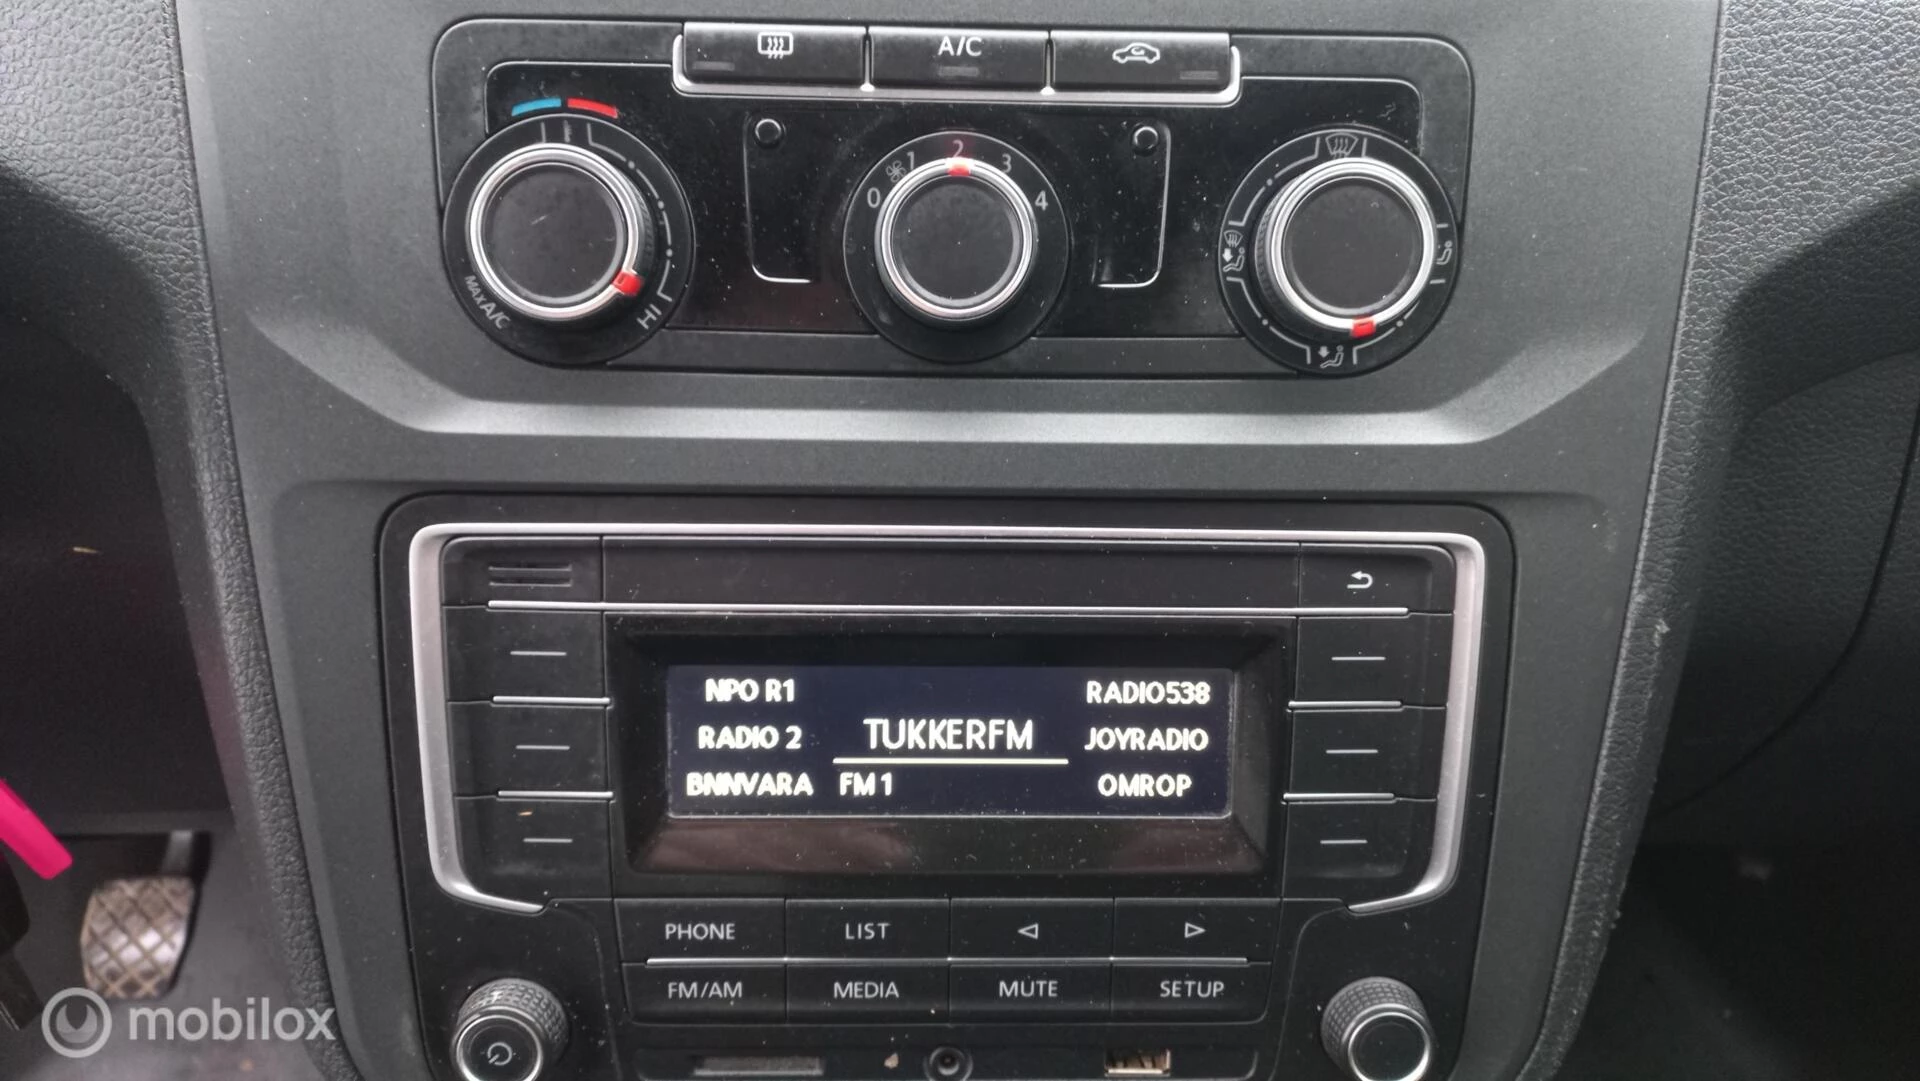 A/C
0 1 2 3 4
MAX A/C
HI
NPO R1
RADIO538
RADIO 2
TUKKERFM
JOYRADIO
BNNVARA
FM 1
OMROP
PHONE
LIST
FM/AM
MEDIA
MUTE
SETUP
mobilox